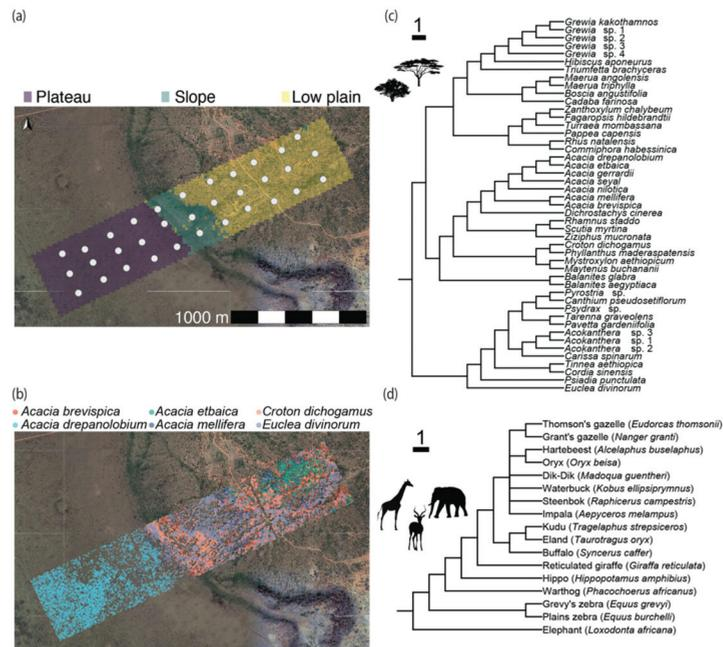 (a)
Plateau Slope Low plain
1000 m
(b)
Acacia brevispica Acacia etbaica Croton dichogamus
Acacia drepanolobium Acacia mellifera Euclea divinorum
(c)
1
Grewia kakothamnos
Grewia sp. 1
Grewia sp. 2
Grewia sp. 3
Grewia sp. 4
Hibiscus aponeurus
Triumfetta brachyceras
Maerua angolensis
Maerua triphylla
Boscia angustifolia
Cadaba farinosa
Zanthoxylum chalybeum
Fagaropsis hildebrandtii
Turraea mombassana
Pappea capensis
Rhus natalensis
Commiphora habessinica
Acacia drepanolobium
Acacia etbaica
Acacia gerrardii
Acacia seyal
Acacia nilotica
Acacia mellifera
Acacia brevispica
Dichrostachys cinerea
Rhamnus staddo
Scutia myrtina
Ziziphus mucronata
Croton dichogamus
Phyllanthus maderaspatensis
Mystroxylon aethiopicum
Maytenus buchananii
Balanites glabra
Balanites aegyptiaca
Pyrostria sp.
Canthium pseudosetiflorum
Psydrax sp.
Tarenna graveolens
Pavetta gardeniifolia
Acokanthera sp. 3
Acokanthera sp. 1
Acokanthera sp. 2
Carissa spinarum
Tinnea aethiopica
Cordia sinensis
Psiadia punctulata
Euclea divinorum
(d)
1
Thomson's gazelle (Eudorcas thomsonii)
Grant's gazelle (Nanger granti)
Hartebeest (Alcelaphus buselaphus)
Oryx (Oryx beisa)
Dik-Dik (Madoqua guentheri)
Waterbuck (Kobus ellipsiprymnus)
Steenbok (Raphicerus campestris)
Impala (Aepyceros melampus)
Kudu (Tragelaphus strepsiceros)
Eland (Taurotragus oryx)
Buffalo (Syncerus caffer)
Reticulated giraffe (Giraffa reticulata)
Hippo (Hippopotamus amphibius)
Warthog (Phacochoerus africanus)
Grevy's zebra (Equus grevyi)
Plains zebra (Equus burchelli)
Elephant (Loxodonta africana)